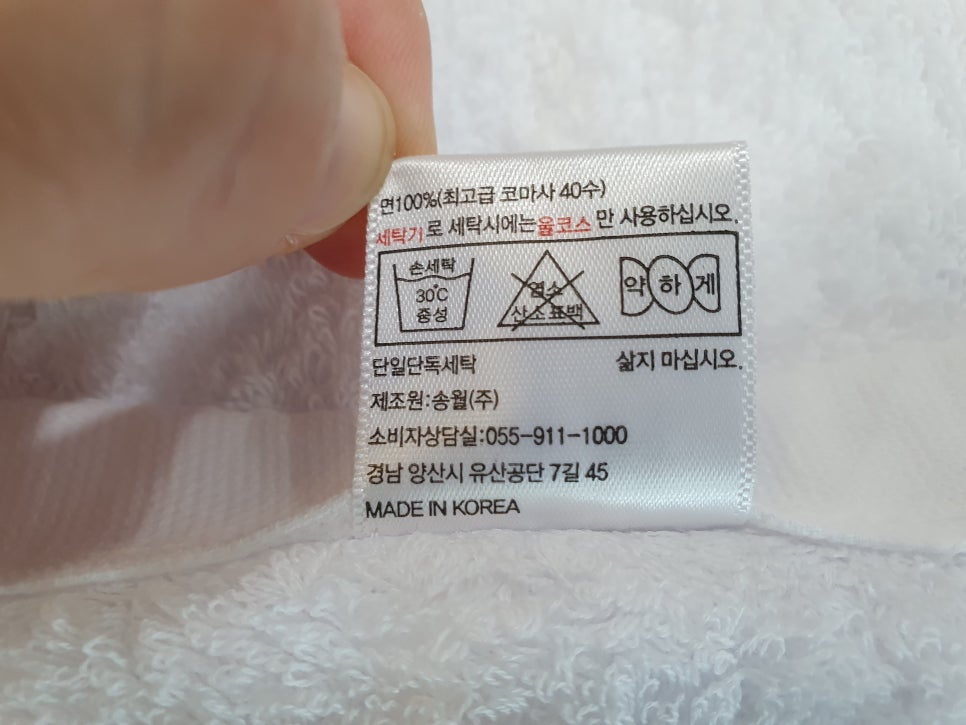 면100%(최고급 코마사 40수)
세탁기로 세탁시에는 울코스 만 사용하십시오.
손세탁
30℃
중성
염소
산소표백
약하게
단일단독세탁 삶지 마십시오.
제조원:송월(주)
소비자상담실:055-911-1000
경남 양산시 유산공단 7길 45
MADE IN KOREA